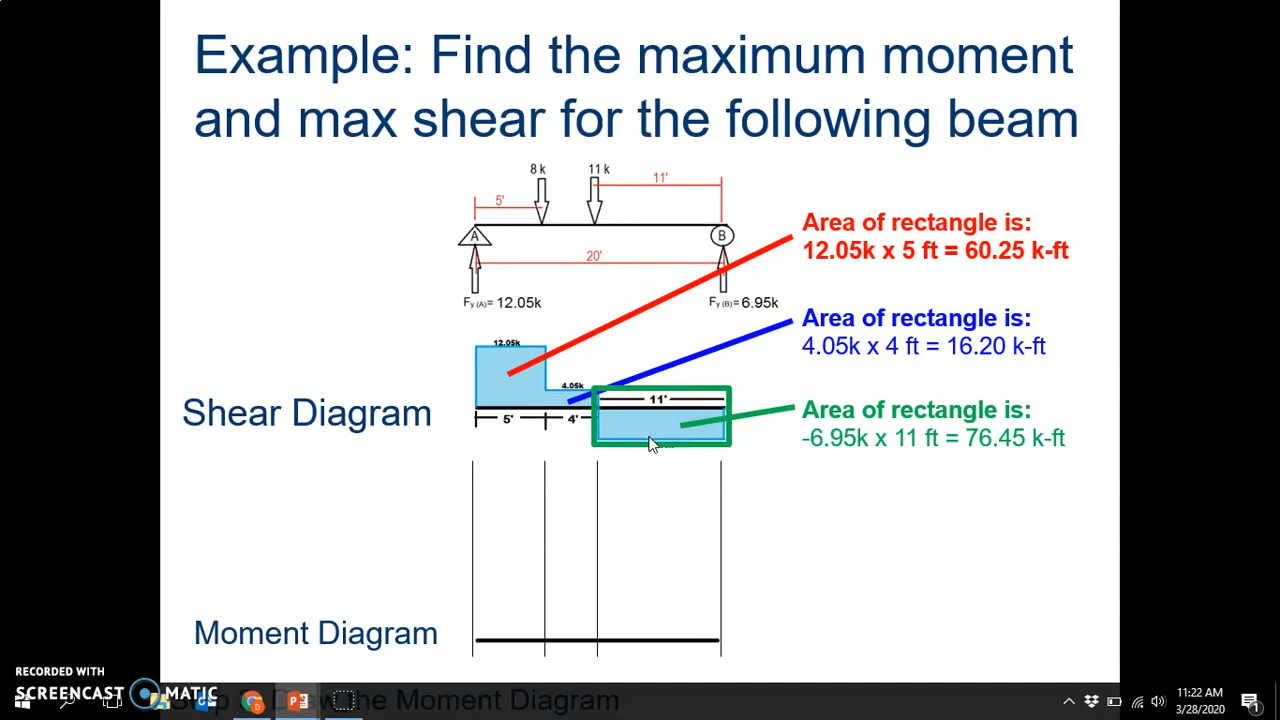 Example: Find the maximum moment
and max shear for the following beam
8 k
11 k
11'
5'
A
B
20'
Fy (A)= 12.05k
Fy (B)= 6.95k
Area of rectangle is:
12.05k x 5 ft = 60.25 k-ft
Area of rectangle is:
4.05k x 4 ft = 16.20 k-ft
Area of rectangle is:
-6.95k x 11 ft = 76.45 k-ft
Shear Diagram
12.05k
4.05k
11'
5'
4'
Moment Diagram
RECORDED WITH
SCREENCAST MATIC
the Moment Diagram
11:22 AM
3/28/2020